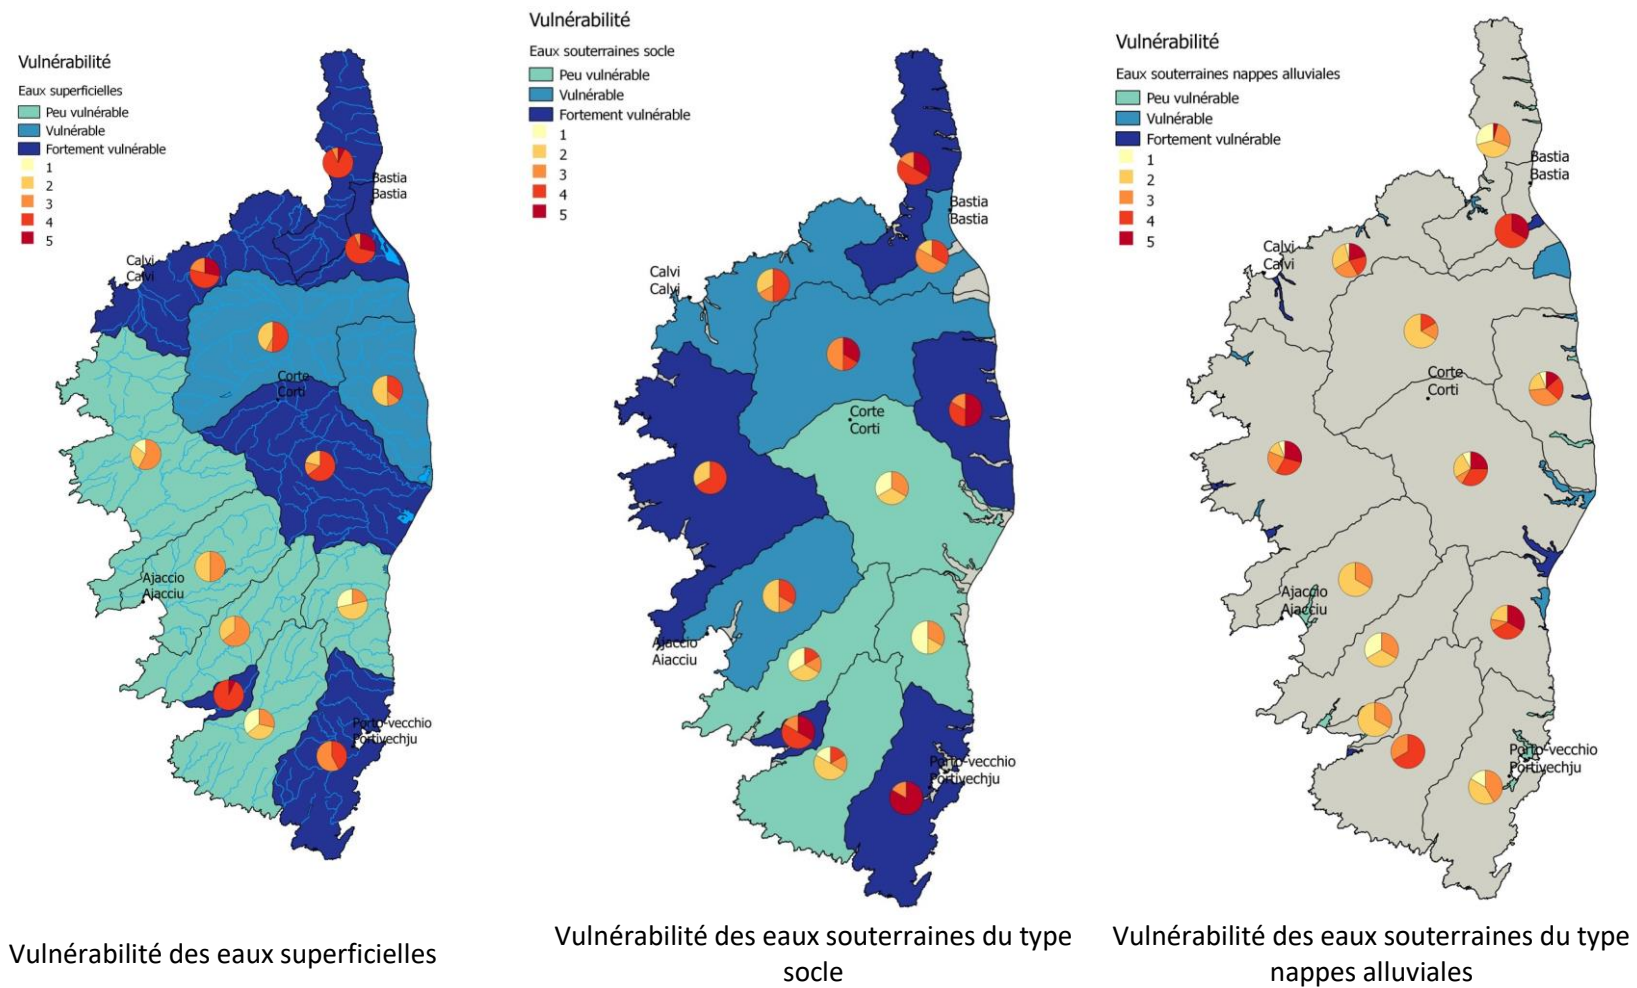 Vulnérabilité
Eaux superficielles
Peu vulnérable
Vulnérable
Fortement vulnérable
1
2
3
4
5
Bastia
Bastia
Calvi
Calvi
Corte
Corti
Ajaccio
Ajacciu
Porto-vecchio
Portivechju
Vulnérabilité des eaux superficielles
Vulnérabilité
Eaux souterraines socle
Peu vulnérable
Vulnérable
Fortement vulnérable
1
2
3
4
5
Bastia
Bastia
Calvi
Calvi
Corte
Corti
Ajaccio
Aiacciu
Porto-vecchio
Portivechju
Vulnérabilité des eaux souterraines du type
socle
Vulnérabilité
Eaux souterraines nappes alluviales
Peu vulnérable
Vulnérable
Fortement vulnérable
1
2
3
4
5
Bastia
Bastia
Calvi
Calvi
Corte
Corti
Ajaccio
Ajacciu
Porto-vecchio
Portivechju
Vulnérabilité des eaux souterraines du type
nappes alluviales